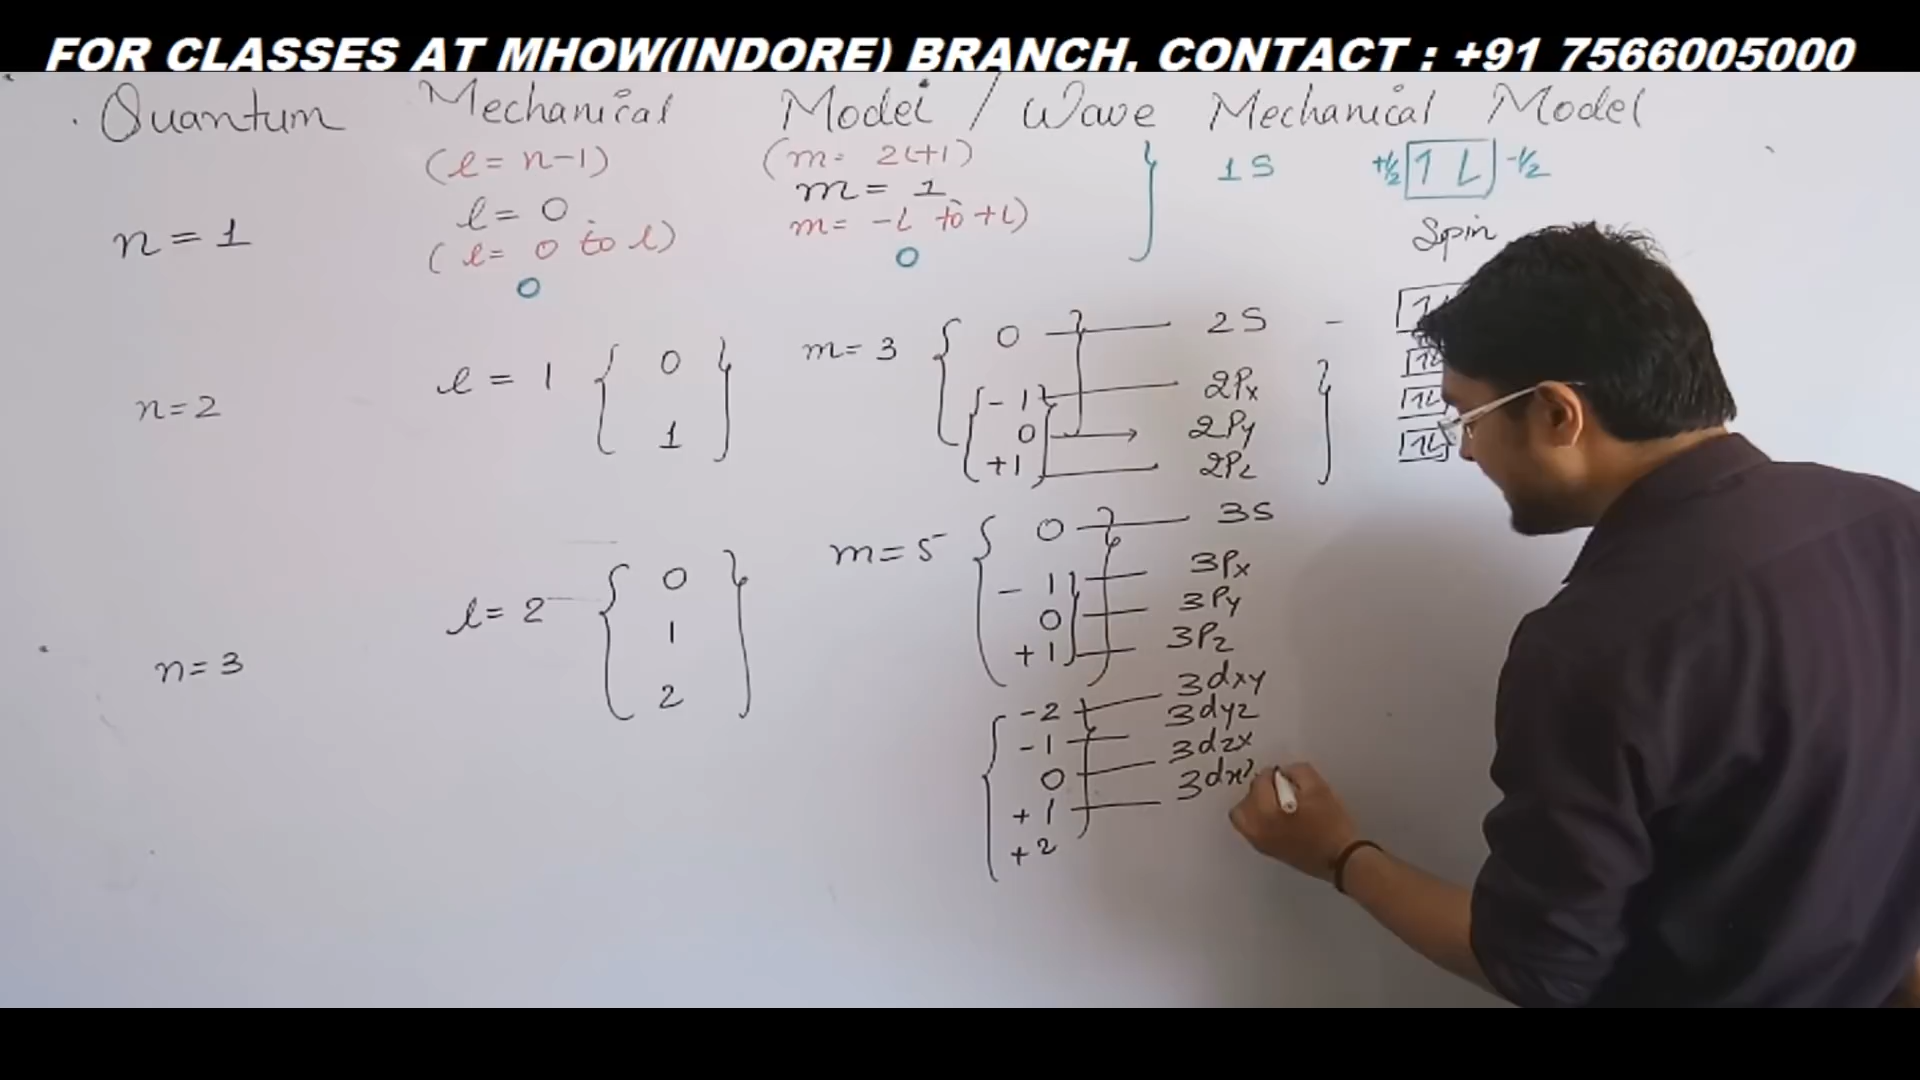 FOR CLASSES AT MHOW(INDORE) BRANCH, CONTACT : +91 7566005000
Quantum Mechanical Model / Wave Mechanical Model
(l = n-1) (m = 2l+1) } 1S +1/2 1 L -1/2
n = 1 l = 0 m = 1 Spin
(l = 0 to l) m = -l to +l)
0 0
n=2 l = 1 { 0 1 } m = 3 { 0 2S -
-1 2Px
0 2Py
+1 2Pz
n=3 l = 2 { 0 1 2 } m = 5 { 0 3S
-1 3Px
0 3Py
+1 3Pz
-2 3dxy
-1 3dyz
0 3dzx
+1 3dx²
+2